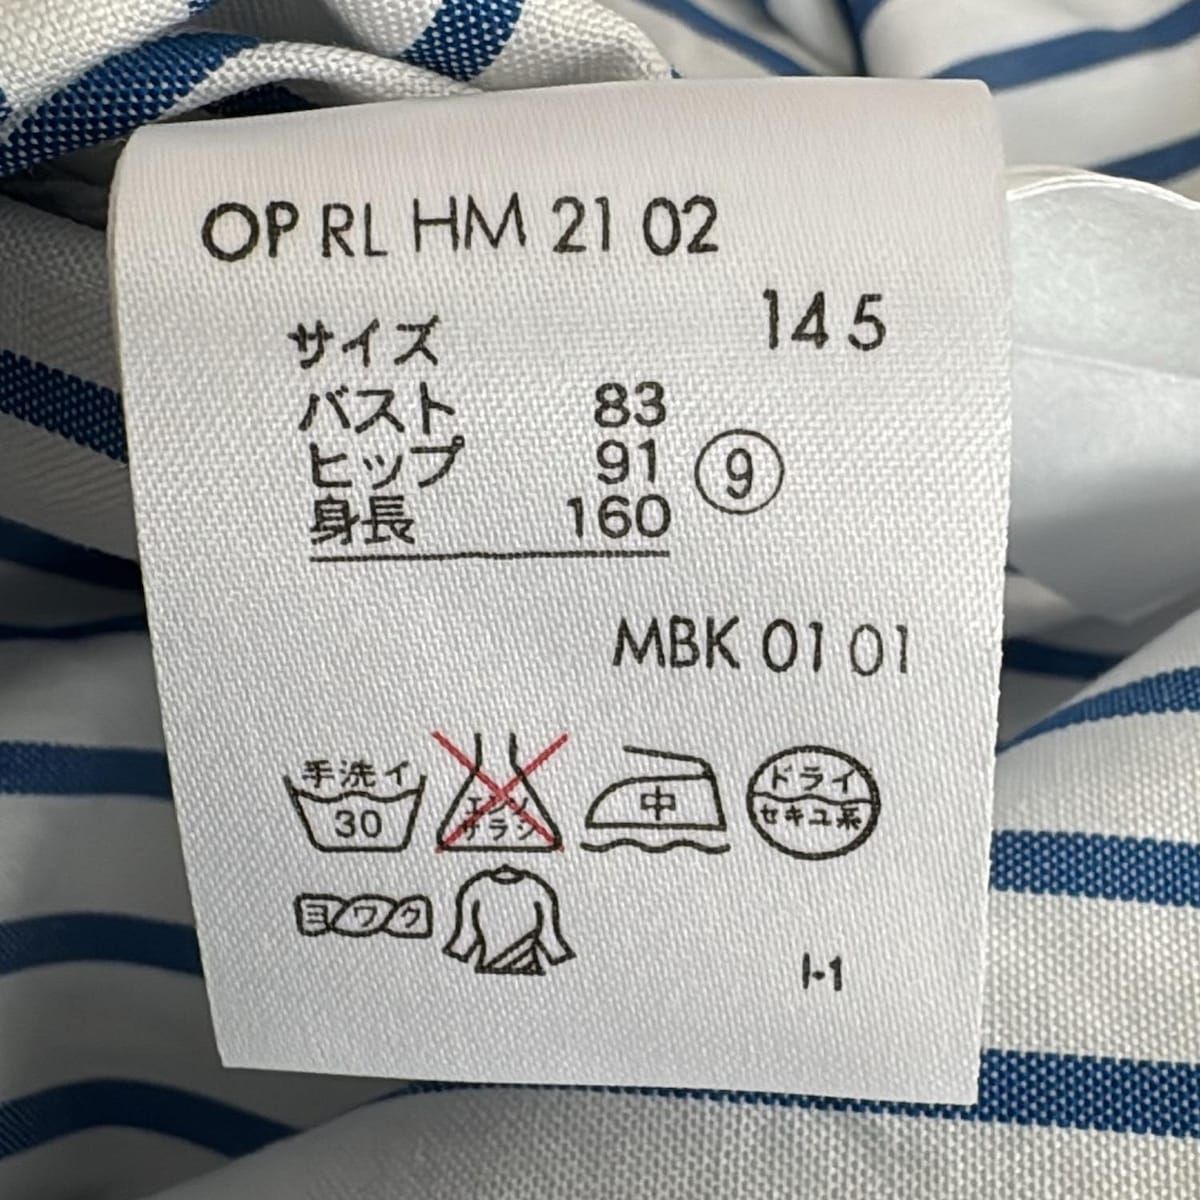 OP RL HM 21 02
サイズ 14 5
バスト 83
ヒップ 91 9
身長 160
MBK 01 01
手洗イ 30
エンソ サラシ
中
ドライ セキユ系
ヨワク
I-1